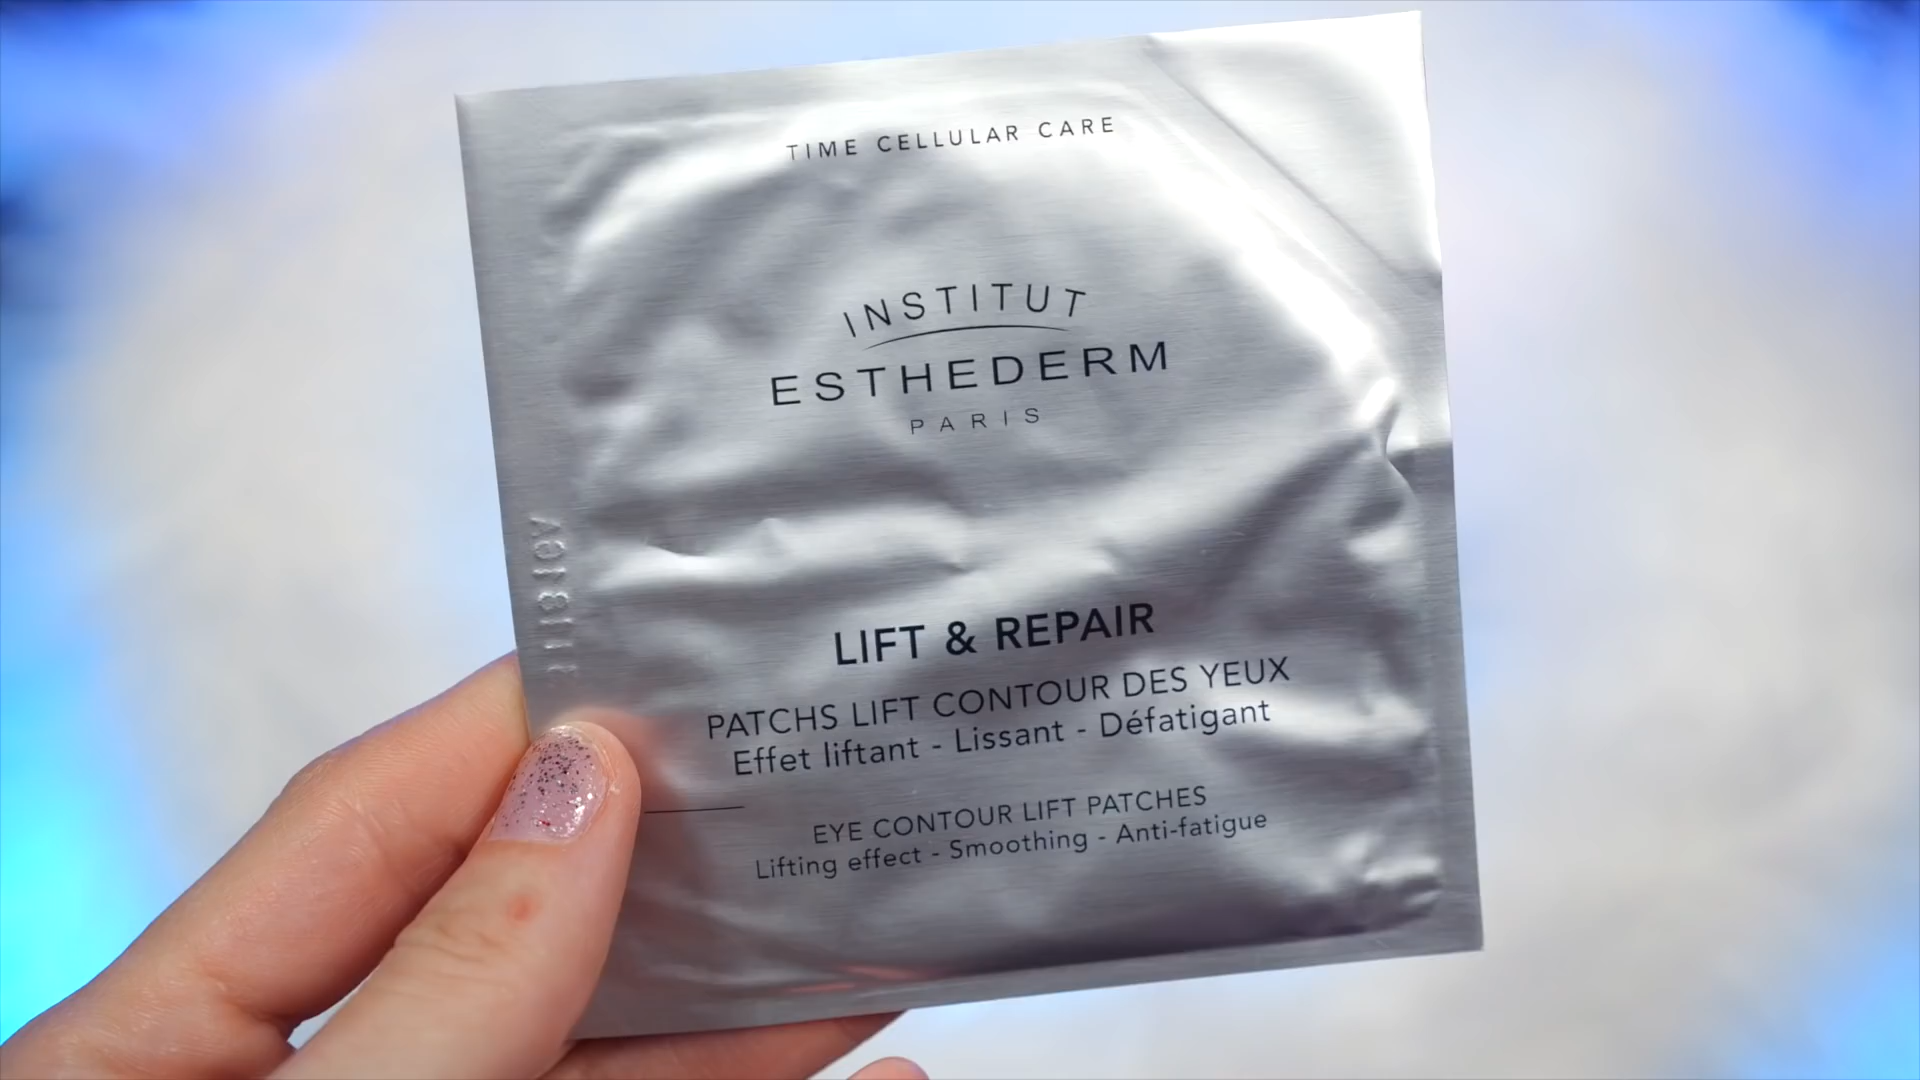 TIME CELLULAR CARE
INSTITUT
ESTHEDERM
PARIS
LIFT & REPAIR
PATCHS LIFT CONTOUR DES YEUX
Effet liftant - Lissant - Défatigant
EYE CONTOUR LIFT PATCHES
Lifting effect - Smoothing - Anti-fatigue